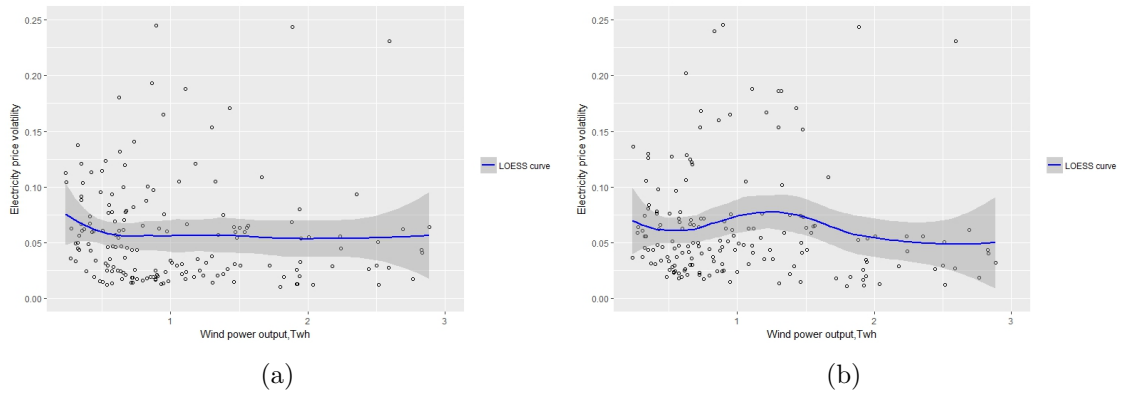 0.25
0.20
0.15
0.10
0.05
0.00
Electricity price volatility
1
2
3
Wind power output,Twh
LOESS curve
(a)
0.25
0.20
0.15
0.10
0.05
0.00
Electricity price volatility
1
2
3
Wind power output,Twh
LOESS curve
(b)